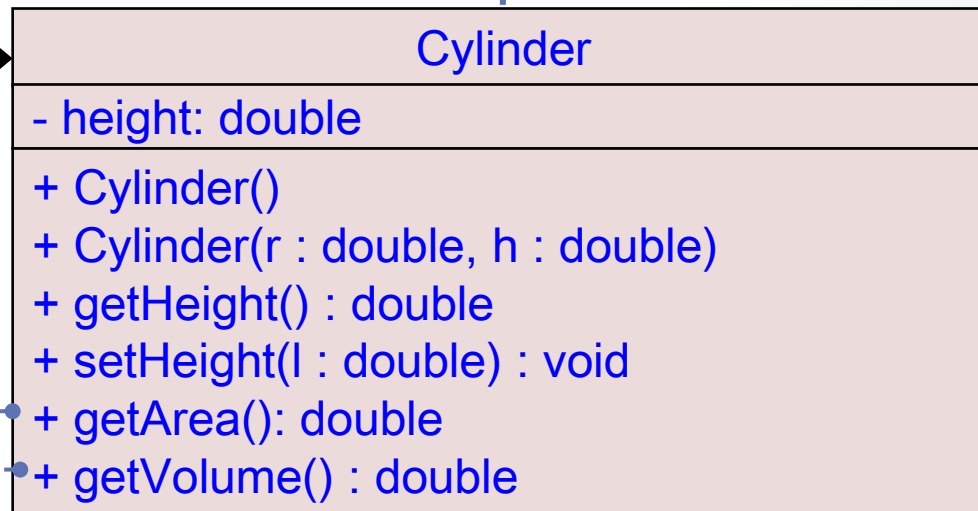 Cylinder
- height: double
+ Cylinder()
+ Cylinder(r : double, h : double)
+ getHeight() : double
+ setHeight(l : double) : void
+ getArea(): double
+ getVolume() : double